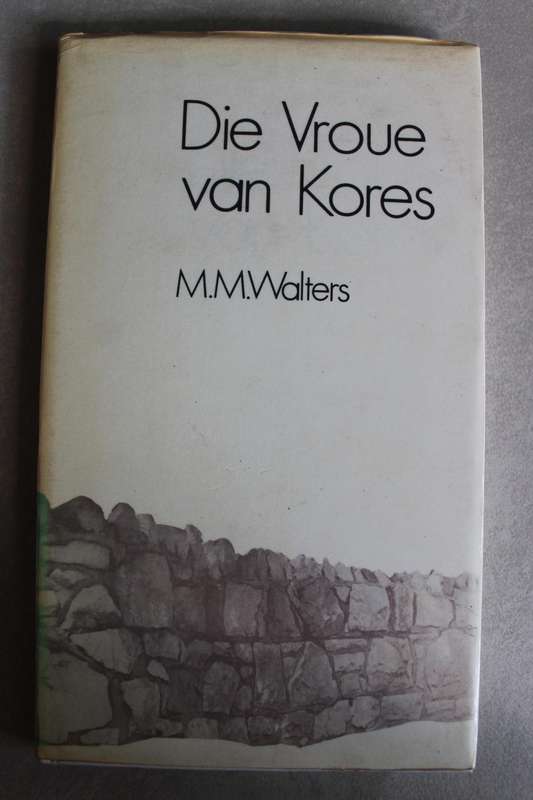 Die Vroue
van Kores
M.M.Walters